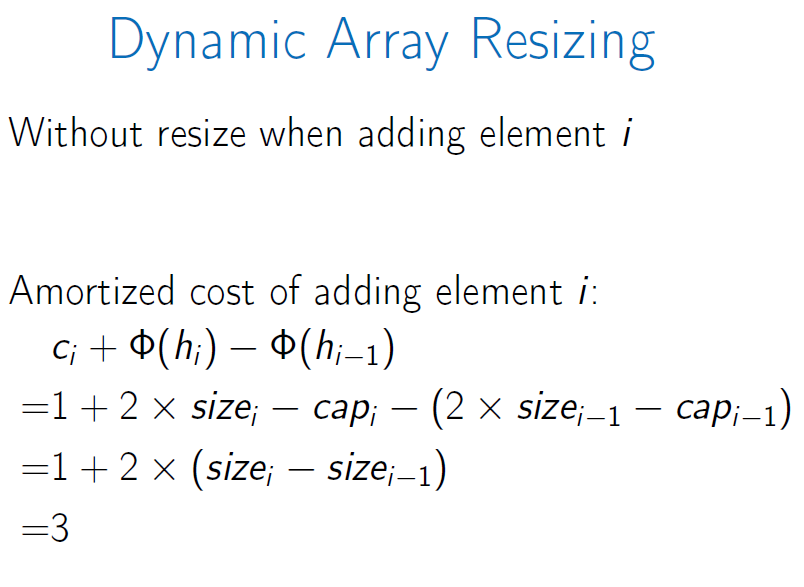 Dynamic Array Resizing
Without resize when adding element i
Amortized cost of adding element i:
cᵢ + Φ(hᵢ) − Φ(hᵢ₋₁)
=1 + 2 × sizeᵢ − capᵢ − (2 × sizeᵢ₋₁ − capᵢ₋₁)
=1 + 2 × (sizeᵢ − sizeᵢ₋₁)
=3